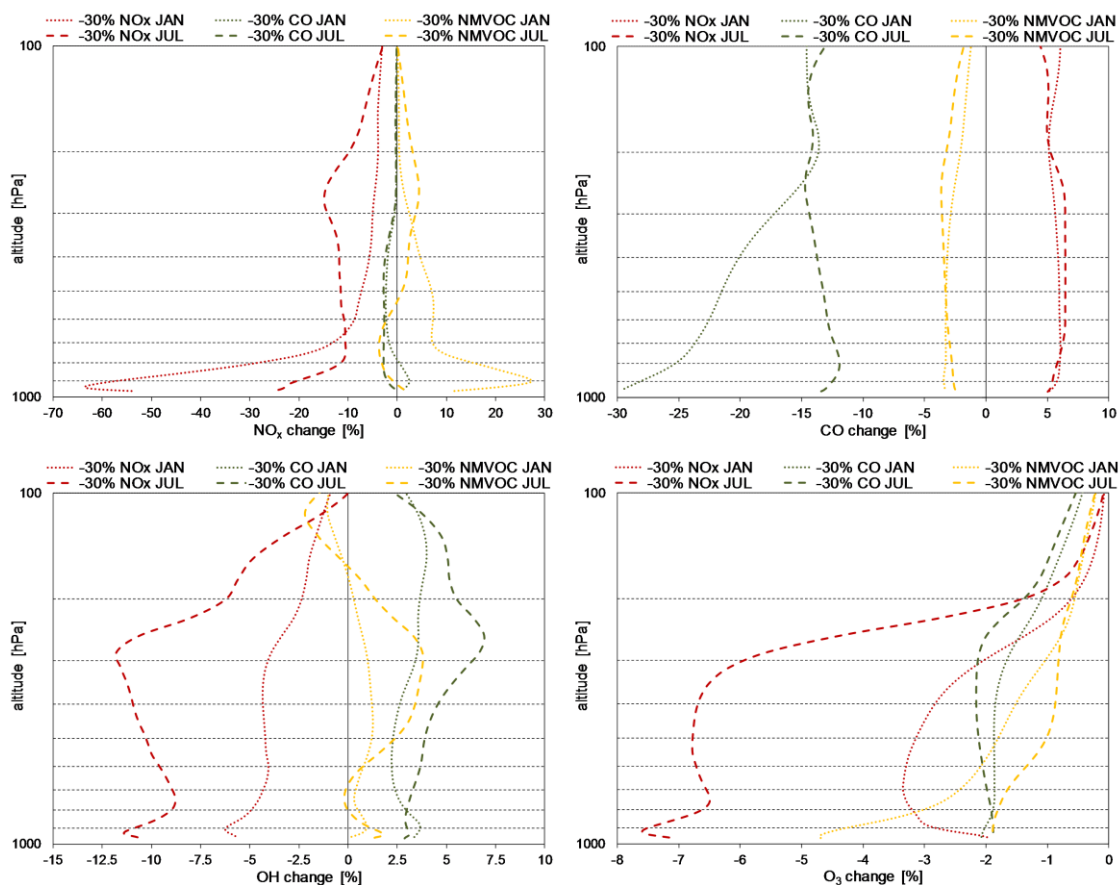 -30% NOx JAN -30% CO JAN -30% NMVOC JAN
-30% NOx JUL -30% CO JUL -30% NMVOC JUL
100
altitude [hPa]
1000
-70 -60 -50 -40 -30 -20 -10 0 10 20 30
NOₓ change [%]
-30% NOx JAN -30% CO JAN -30% NMVOC JAN
-30% NOx JUL -30% CO JUL -30% NMVOC JUL
100
altitude [hPa]
1000
-30 -25 -20 -15 -10 -5 0 5 10
CO change [%]
-30% NOx JAN -30% CO JAN -30% NMVOC JAN
-30% NOx JUL -30% CO JUL -30% NMVOC JUL
100
altitude [hPa]
1000
-15 -12.5 -10 -7.5 -5 -2.5 0 2.5 5 7.5 10
OH change [%]
-30% NOx JAN -30% CO JAN -30% NMVOC JAN
-30% NOx JUL -30% CO JUL -30% NMVOC JUL
100
altitude [hPa]
1000
-8 -7 -6 -5 -4 -3 -2 -1 0
O₃ change [%]